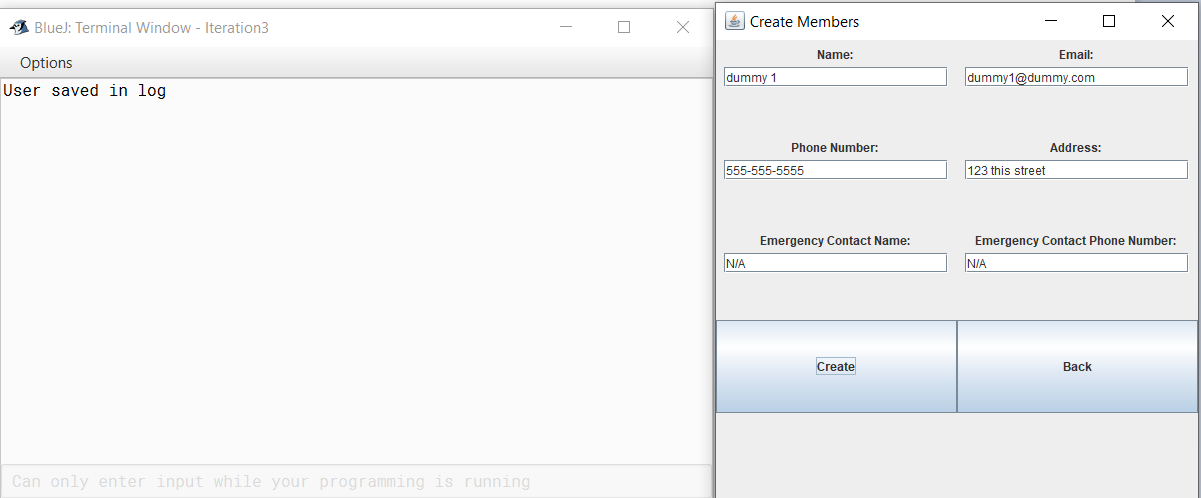 BlueJ: Terminal Window - Iteration3
Options
User saved in log
Can only enter input while your programming is running
Create Members
Name:
Email:
dummy 1
dummy1@dummy.com
Phone Number:
Address:
555-555-5555
123 this street
Emergency Contact Name:
Emergency Contact Phone Number:
N/A
N/A
Create
Back